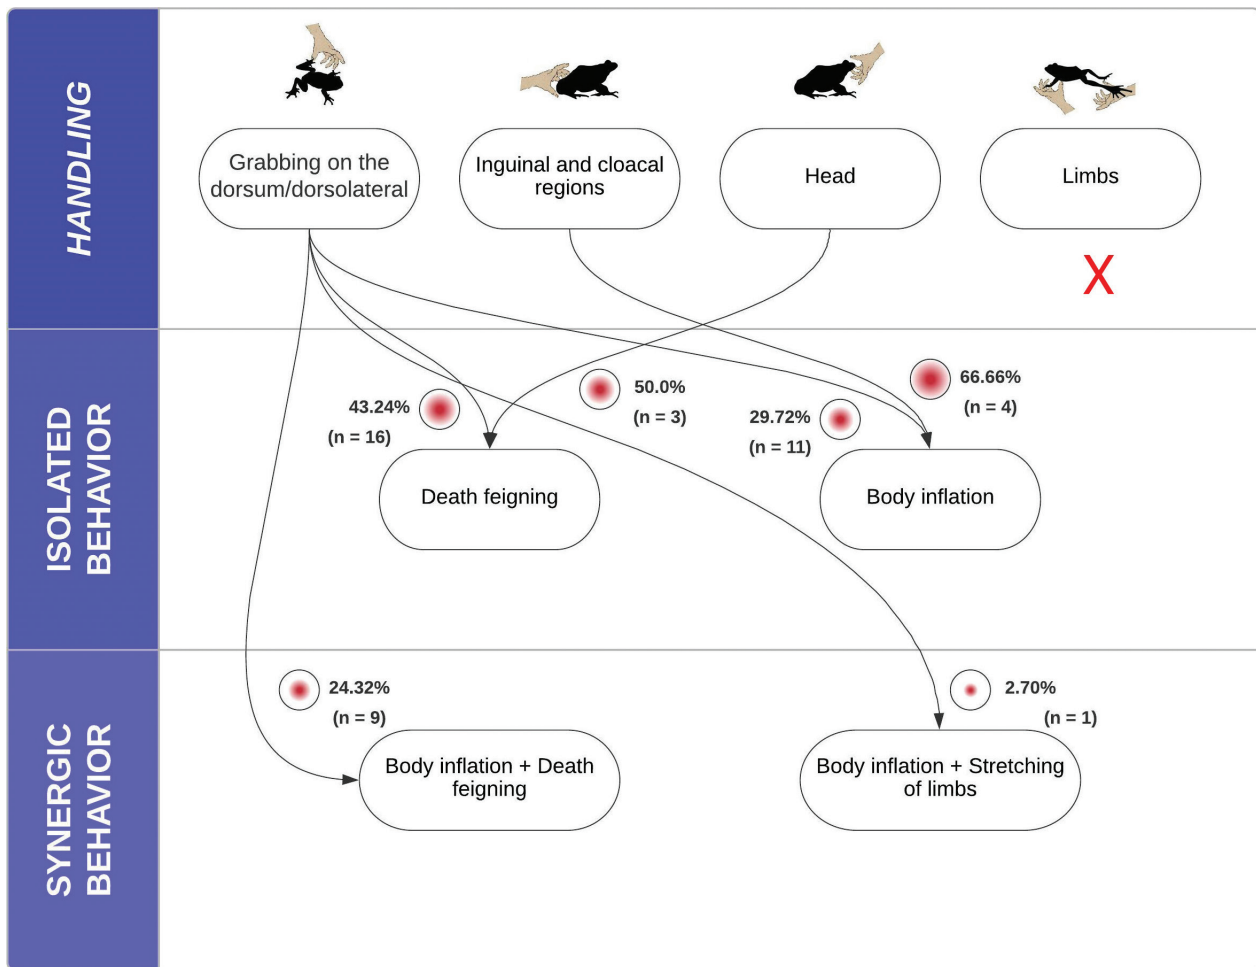 HANDLING
Grabbing on the
dorsum/dorsolateral
Inguinal and cloacal
regions
Head
Limbs
X
ISOLATED
BEHAVIOR
43.24%
(n = 16)
50.0%
(n = 3)
29.72%
(n = 11)
66.66%
(n = 4)
Death feigning
Body inflation
SYNERGIC
BEHAVIOR
24.32%
(n = 9)
2.70%
(n = 1)
Body inflation + Death
feigning
Body inflation + Stretching
of limbs